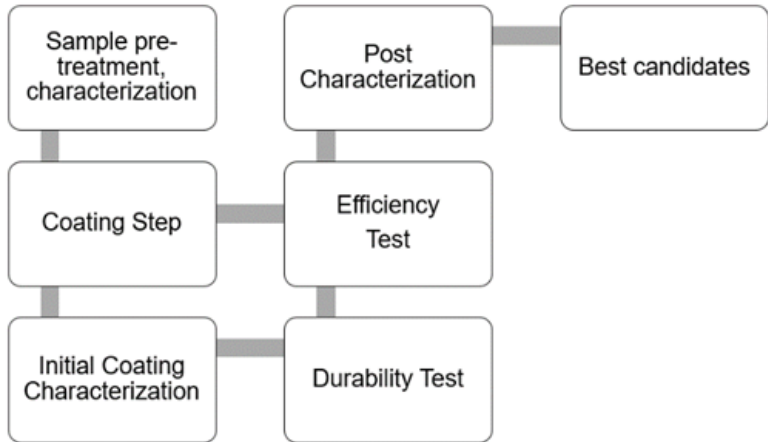 Sample pre-
treatment,
characterization
Coating Step
Initial Coating
Characterization
Durability Test
Efficiency
Test
Post
Characterization
Best candidates